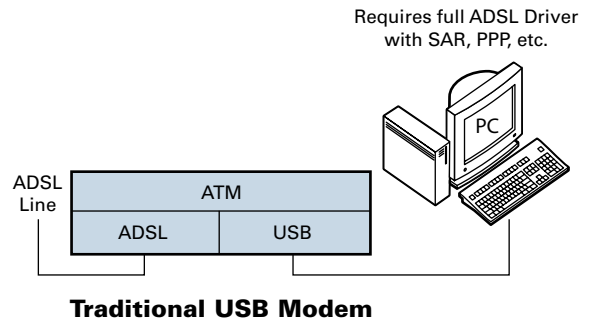 Requires full ADSL Driver
with SAR, PPP, etc.
PC
ADSL
Line
ATM
ADSL
USB
Traditional USB Modem